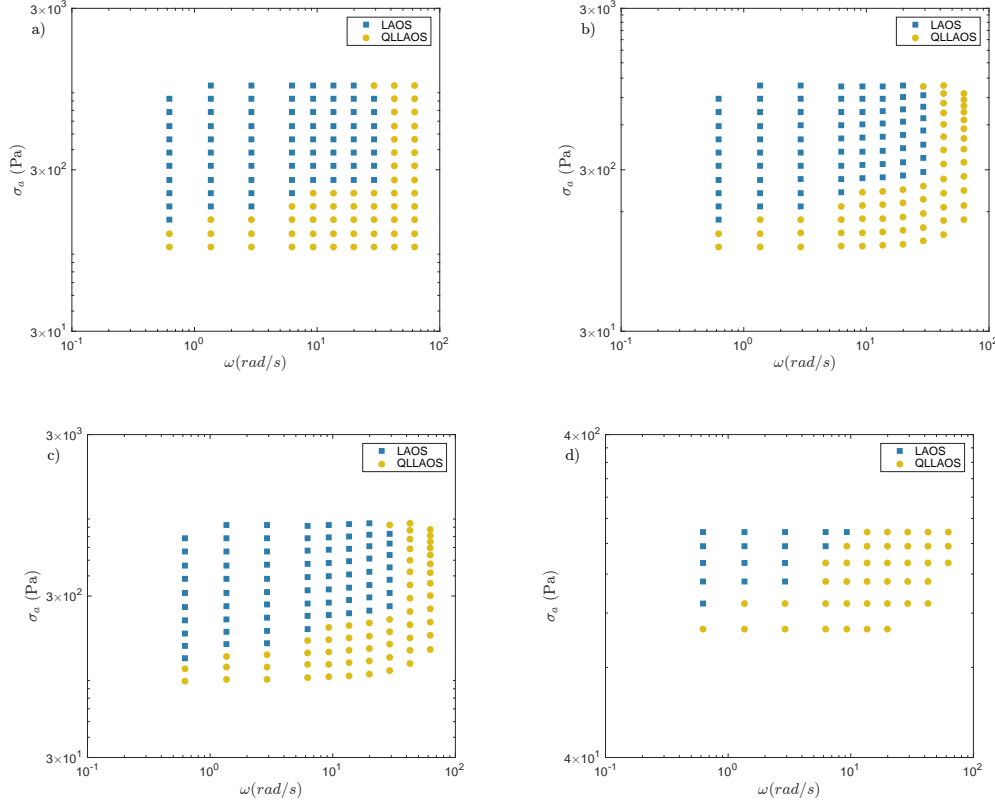 a)
3×10³
LAOS
QLLAOS
σₐ (Pa)
3×10²
3×10¹
10⁻¹
10⁰
10¹
10²
ω(rad/s)
b)
3×10³
LAOS
QLLAOS
σₐ (Pa)
3×10²
3×10¹
10⁻¹
10⁰
10¹
10²
ω(rad/s)
c)
3×10³
LAOS
QLLAOS
σₐ (Pa)
3×10²
3×10¹
10⁻¹
10⁰
10¹
10²
ω(rad/s)
d)
4×10²
LAOS
QLLAOS
σₐ (Pa)
4×10¹
10⁻¹
10⁰
10¹
10²
ω(rad/s)